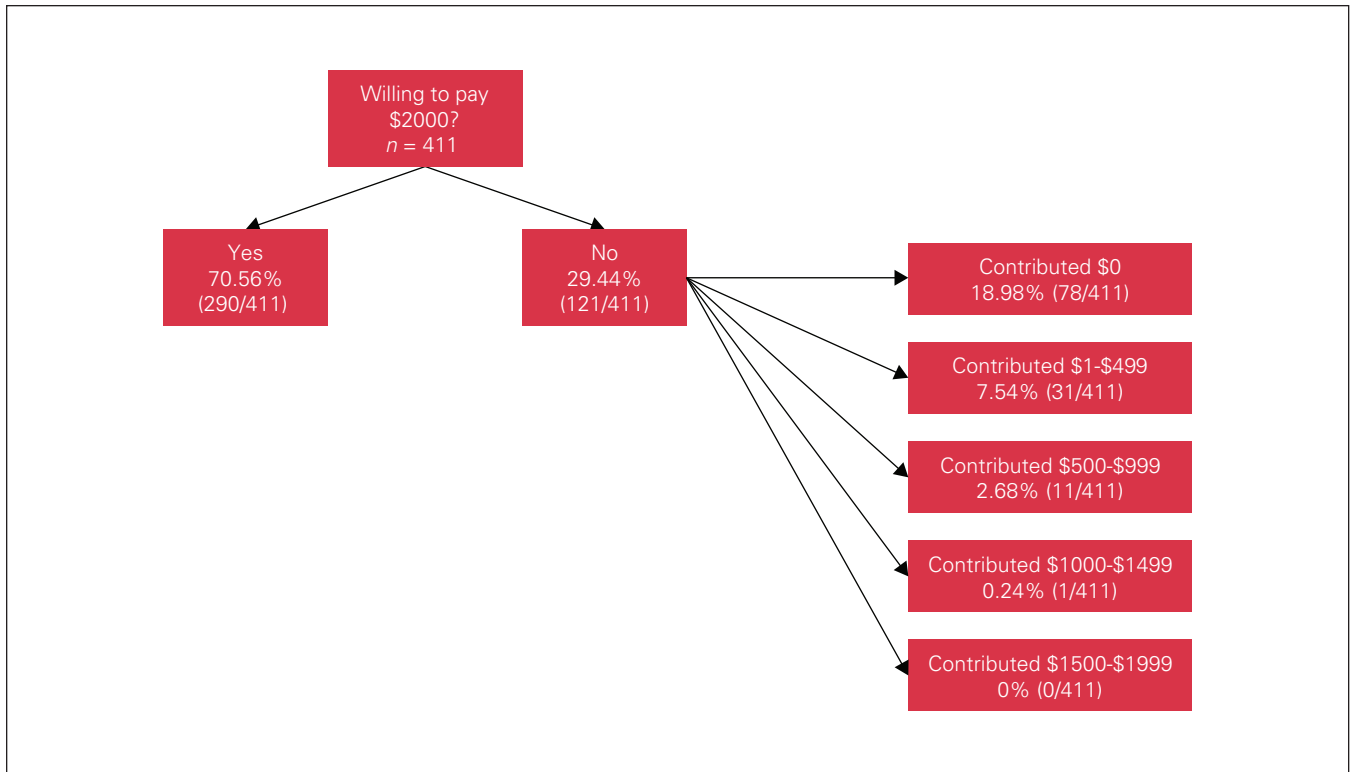 Willing to pay
$2000?
n = 411
Yes
70.56%
(290/411)
No
29.44%
(121/411)
Contributed $0
18.98% (78/411)
Contributed $1-$499
7.54% (31/411)
Contributed $500-$999
2.68% (11/411)
Contributed $1000-$1499
0.24% (1/411)
Contributed $1500-$1999
0% (0/411)